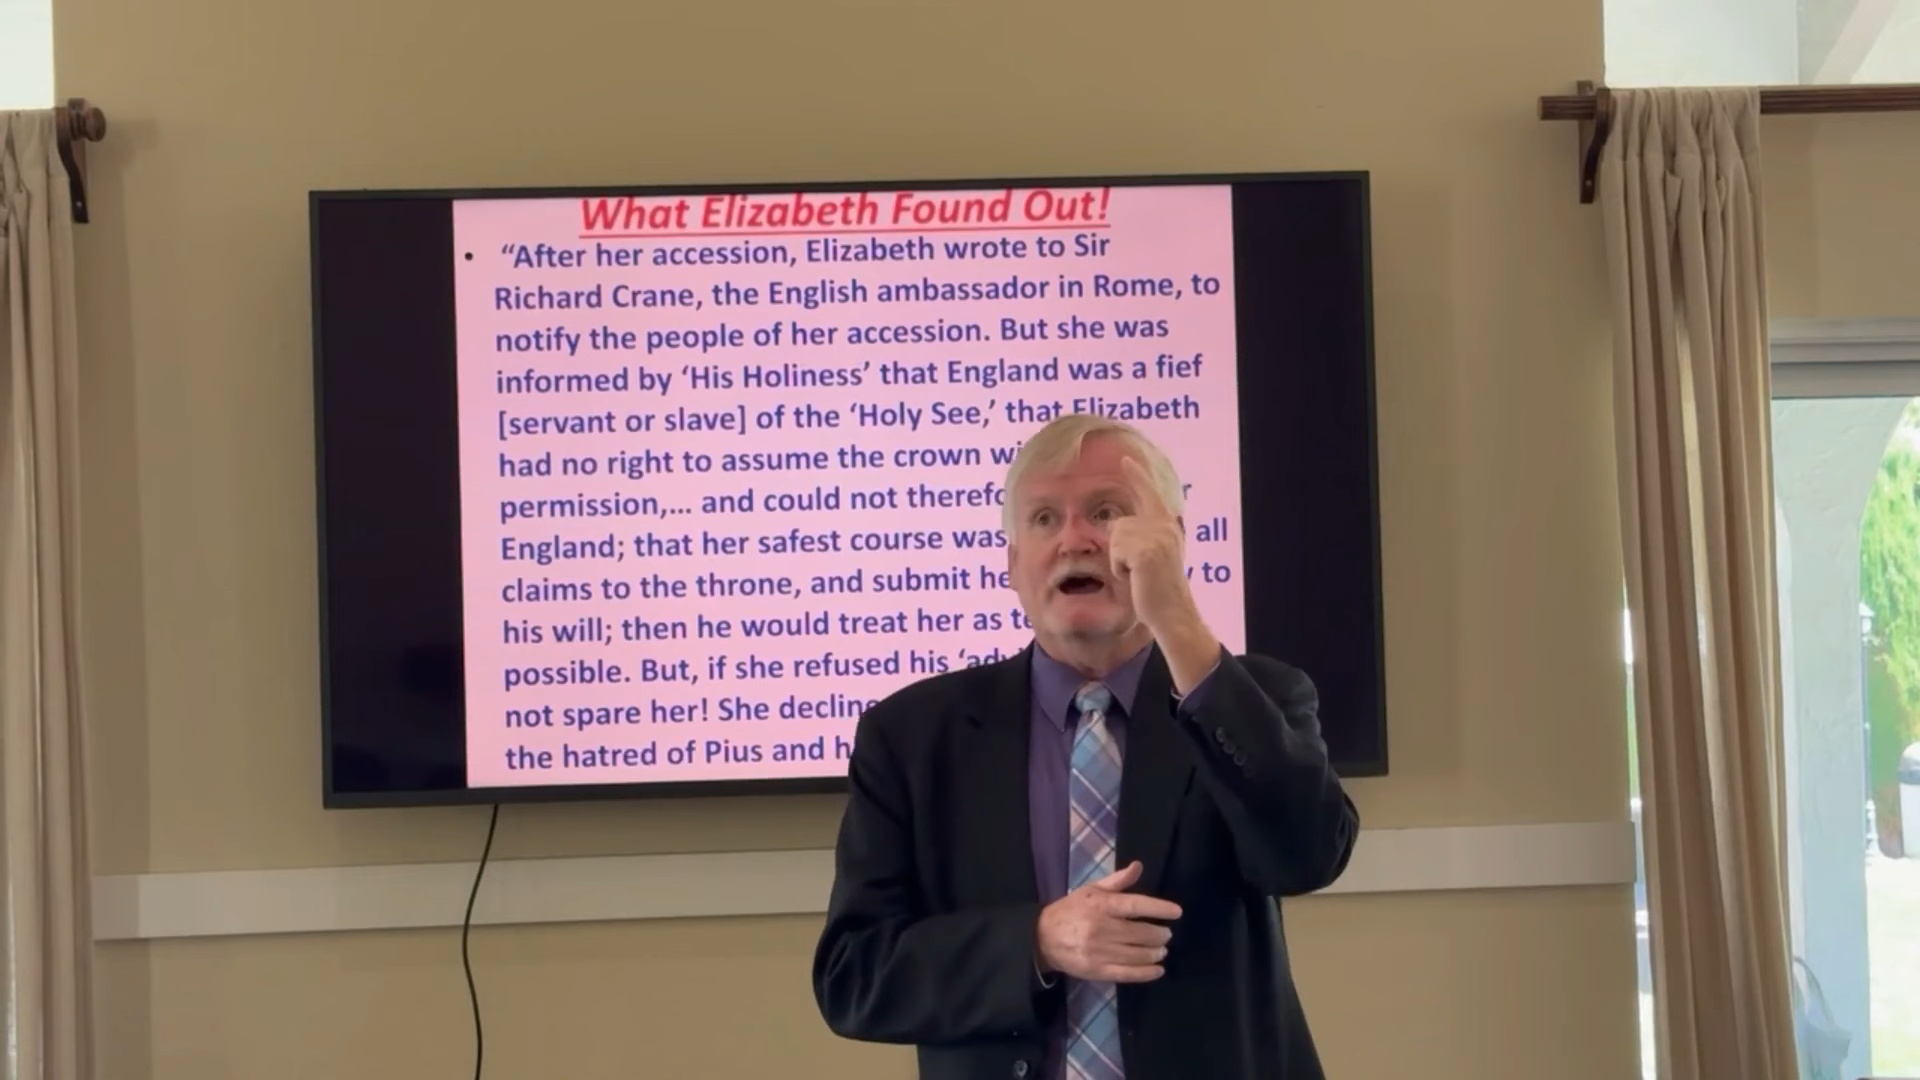 What Elizabeth Found Out!
• “After her accession, Elizabeth wrote to Sir
Richard Crane, the English ambassador in Rome, to
notify the people of her accession. But she was
informed by ‘His Holiness’ that England was a fief
[servant or slave] of the ‘Holy See,’ that Elizabeth
had no right to assume the crown
permission,... and could not
England; that her safest course was all
claims to the throne, and submit to
his will; then he would treat her as
possible. But, if she refused his
not spare her! She
the hatred of Pius and